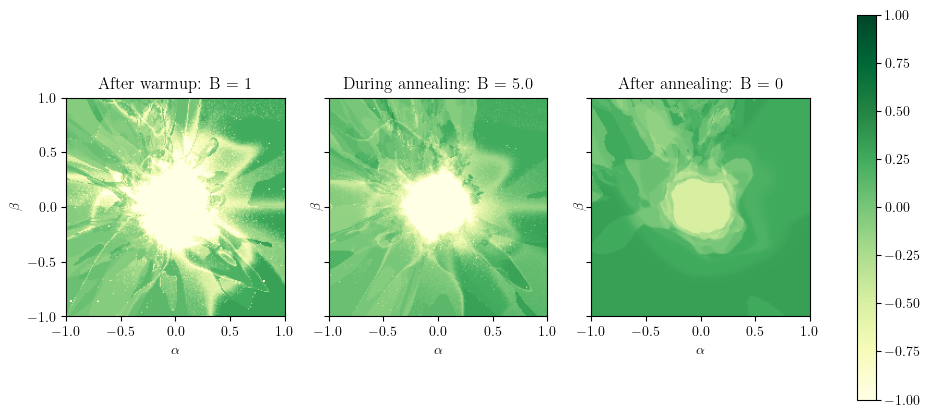 After warmup: B = 1
During annealing: B = 5.0
After annealing: B = 0
1.0
0.5
0.0
−0.5
−1.0
β
β
β
−1.0 −0.5 0.0 0.5 1.0
−1.0 −0.5 0.0 0.5 1.0
−1.0 −0.5 0.0 0.5 1.0
α
α
α
1.00
0.75
0.50
0.25
0.00
−0.25
−0.50
−0.75
−1.00